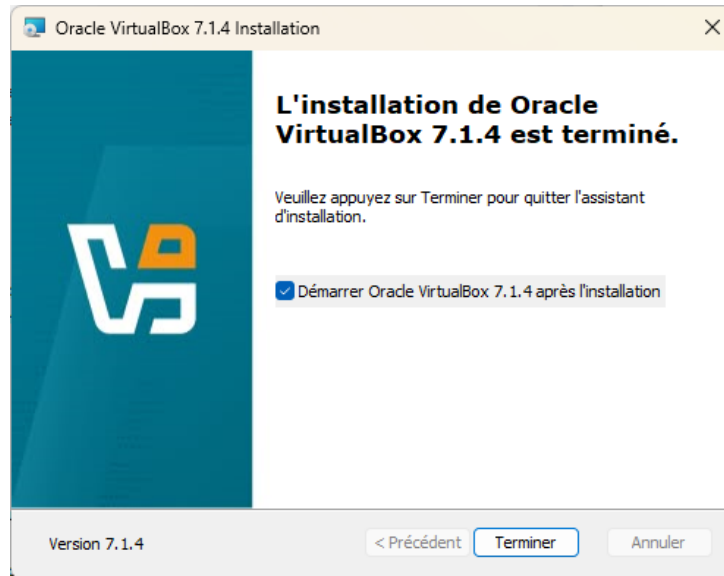 Oracle VirtualBox 7.1.4 Installation
L'installation de Oracle
VirtualBox 7.1.4 est terminé.
Veuillez appuyez sur Terminer pour quitter l'assistant
d'installation.
Démarrer Oracle VirtualBox 7.1.4 après l'installation
Version 7.1.4
< Précédent Terminer Annuler